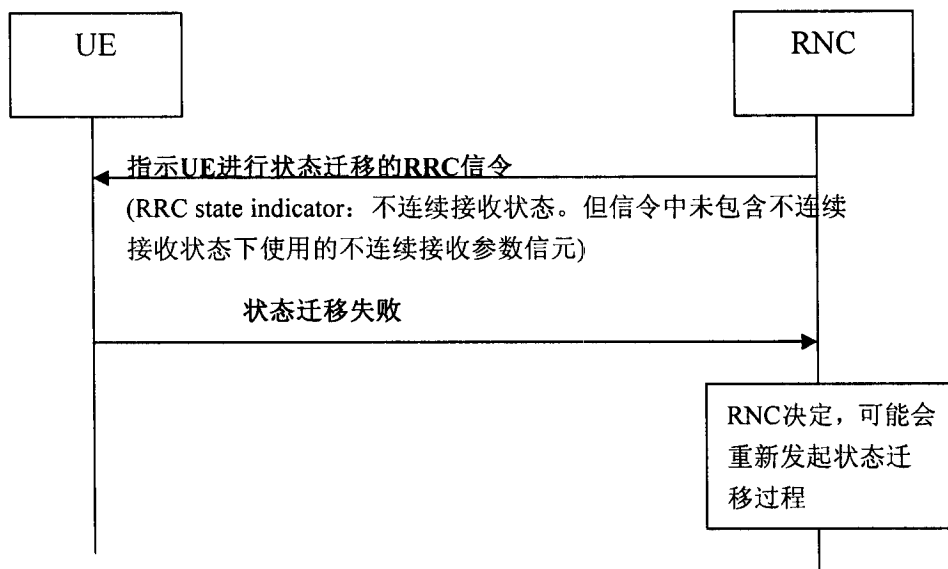 UE
RNC
指示UE进行状态迁移的RRC信令
(RRC state indicator：不连续接收状态。但信令中未包含不连续
接收状态下使用的不连续接收参数信元)
状态迁移失败
RNC决定，可能会
重新发起状态迁
移过程